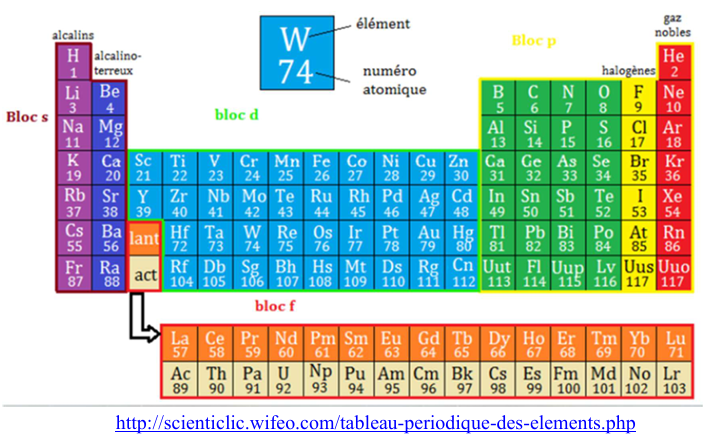 élément
W
74
numéro
atomique
gaz
nobles
alcalins
alcalino-
terreux
Bloc p
halogènes
H He
1 2
Bloc s
bloc d
Li Be B C N O F Ne
3 4 5 6 7 8 9 10
Na Mg Al Si P S Cl Ar
11 12 13 14 15 16 17 18
K Ca Sc Ti V Cr Mn Fe Co Ni Cu Zn Ga Ge As Se Br Kr
19 20 21 22 23 24 25 26 27 28 29 30 31 32 33 34 35 36
Rb Sr Y Zr Nb Mo Te Ru Rh Pd Ag Cd In Sn Sb Te I Xe
37 38 39 40 41 42 43 44 45 46 47 48 49 50 51 52 53 54
Cs Ba lant Hf Ta W Re Os Ir Pt Au Hg Tl Pb Bi Po At Rn
55 56 72 73 74 75 76 77 78 79 80 81 82 83 84 85 86
Fr Ra act Rf Db Sg Bh Hs Mt Ds Rg Cn Uut Fl Uup Lv Uus Uuo
87 88 104 105 106 107 108 109 110 111 112 113 114 115 116 117 117
bloc f
La Ce Pr Nd Pm Sm Eu Gd Tb Dy Ho Er Tm Yb Lu
57 58 59 60 61 62 63 64 65 66 67 68 69 70 71
Ac Th Pa U Np Pu Am Cm Bk Cs Es Fm Md No Lr
89 90 91 92 93 94 95 96 97 98 99 100 101 102 103
http://scienticlic.wifeo.com/tableau-periodique-des-elements.php